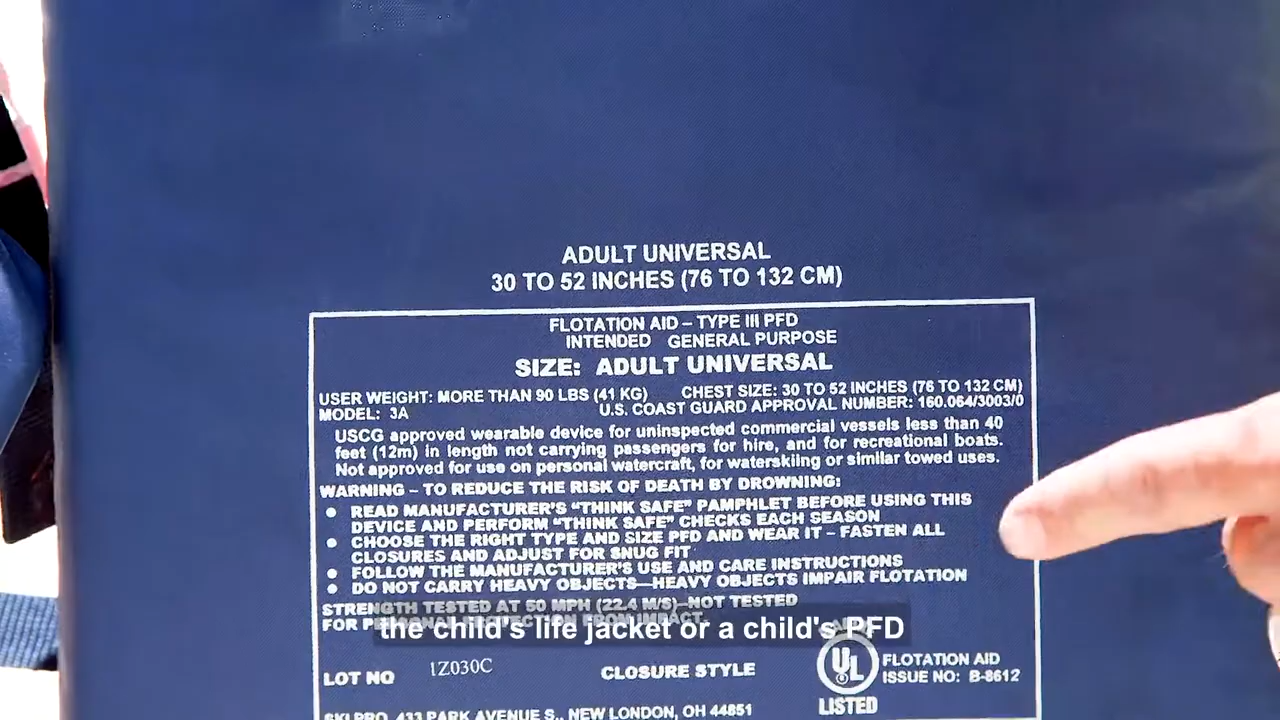 ADULT UNIVERSAL
30 TO 52 INCHES (76 TO 132 CM)
FLOTATION AID – TYPE III PFD
INTENDED GENERAL PURPOSE
SIZE: ADULT UNIVERSAL
USER WEIGHT: MORE THAN 90 LBS (41 KG) CHEST SIZE: 30 TO 52 INCHES (76 TO 132 CM)
MODEL: 3A U.S. COAST GUARD APPROVAL NUMBER: 160.064/3003/0
USCG approved wearable device for uninspected commercial vessels less than 40
feet (12m) in length not carrying passengers for hire, and for recreational boats.
Not approved for use on personal watercraft, for waterskiing or similar towed uses.
WARNING – TO REDUCE THE RISK OF DEATH BY DROWNING:
● READ MANUFACTURER'S "THINK SAFE" PAMPHLET BEFORE USING THIS
DEVICE AND PERFORM "THINK SAFE" CHECKS EACH SEASON
● CHOOSE THE RIGHT TYPE AND SIZE PFD AND WEAR IT – FASTEN ALL
CLOSURES AND ADJUST FOR SNUG FIT
● FOLLOW THE MANUFACTURER'S USE AND CARE INSTRUCTIONS
● DO NOT CARRY HEAVY OBJECTS—HEAVY OBJECTS IMPAIR FLOTATION
STRENGTH TESTED AT 50 MPH (22.4 M/S)–NOT TESTED
FOR PERSONAL PROTECTION FROM IMPACT.
the child's life jacket or a child's PFD
LOT NO 1Z030C CLOSURE STYLE
UL
LISTED
FLOTATION AID
ISSUE NO: B-8612
SKI PRO, 433 PARK AVENUE S., NEW LONDON, OH 44851